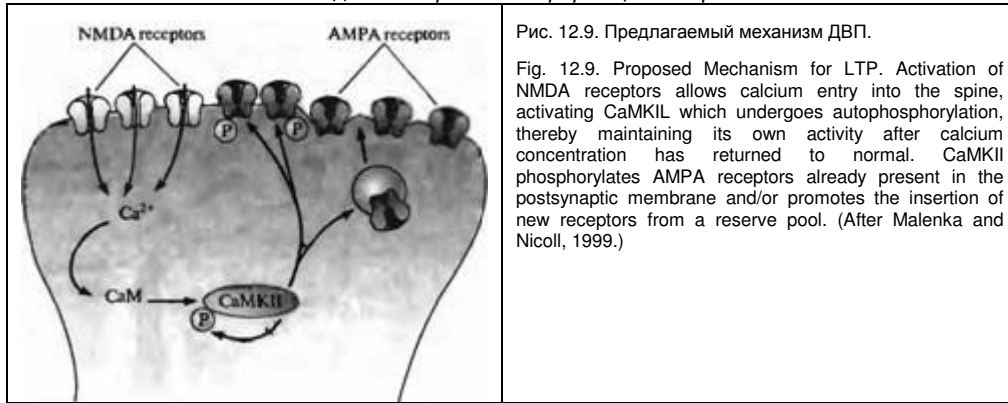 NMDA receptors
AMPA receptors
P
P
Ca2+
CaM
CaMKII
P
Рис. 12.9. Предлагаемый механизм ДВП.
Fig. 12.9. Proposed Mechanism for LTP. Activation of
NMDA receptors allows calcium entry into the spine,
activating CaMKIL which undergoes autophosphorylation,
thereby maintaining its own activity after calcium
concentration has returned to normal. CaMKII
phosphorylates AMPA receptors already present in the
postsynaptic membrane and/or promotes the insertion of
new receptors from a reserve pool. (After Malenka and
Nicoll, 1999.)